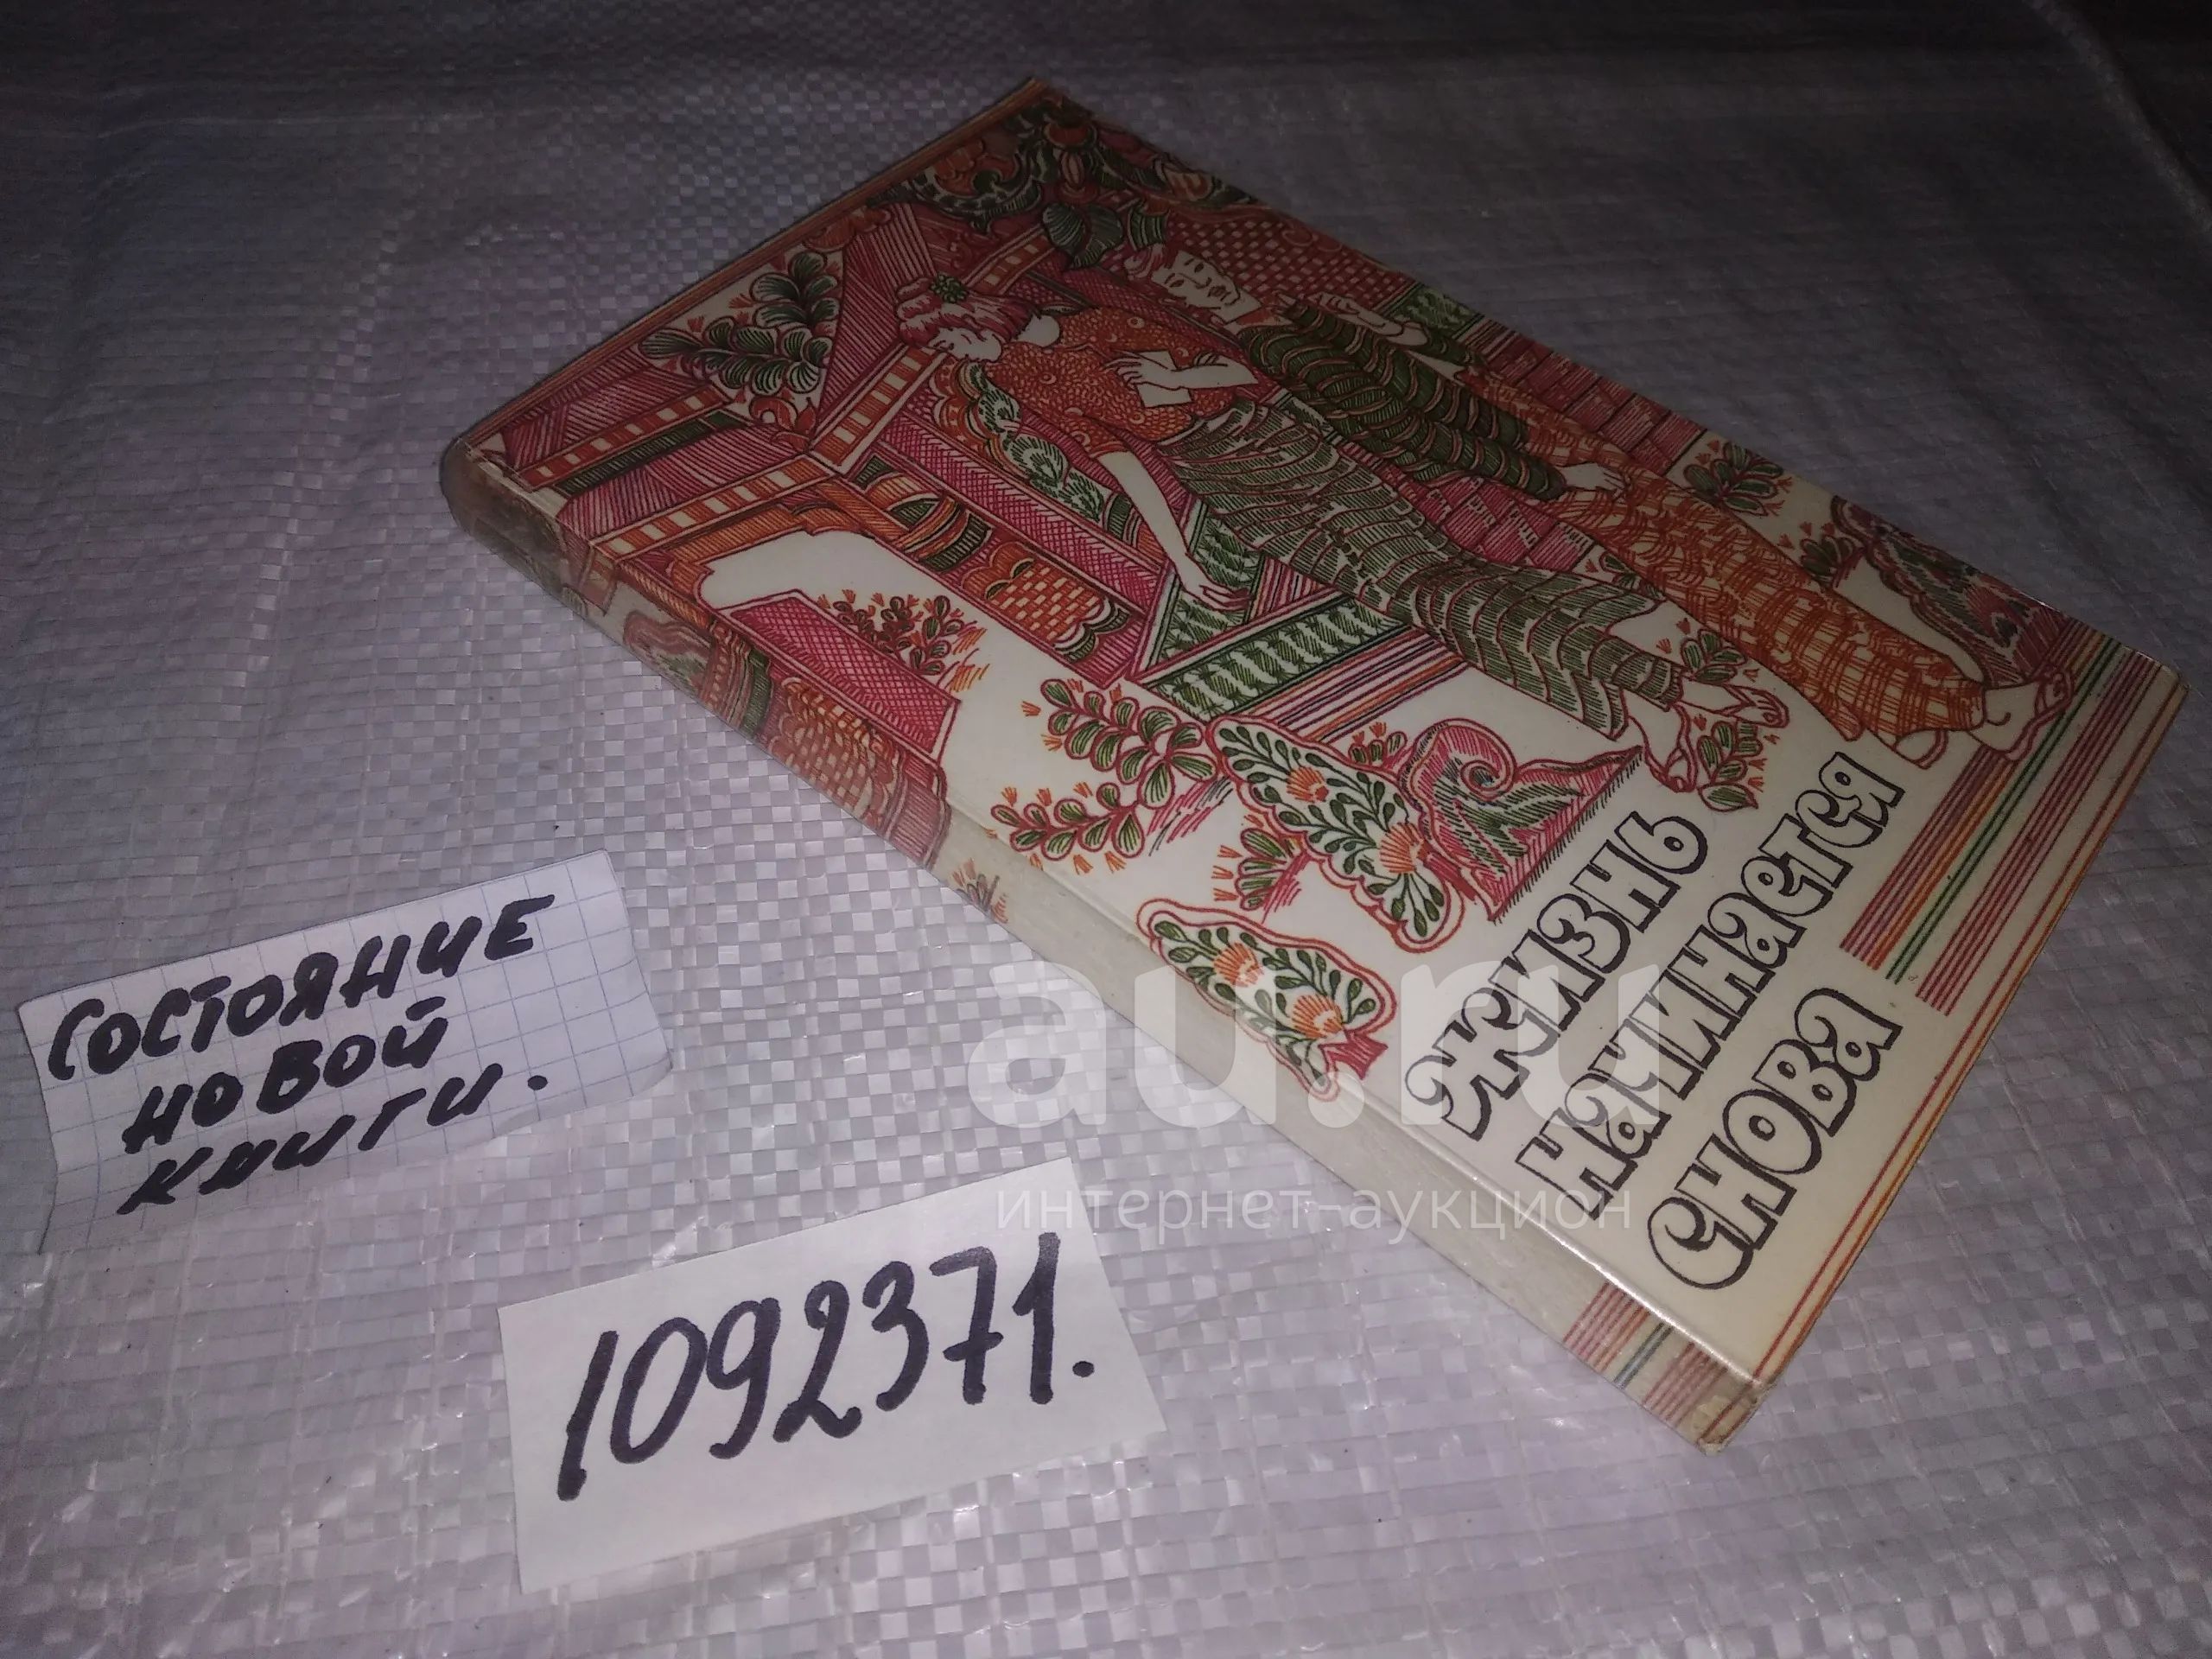 ЖИЗНЬ
НАЧИНАЕТСЯ
СНОВА
СОСТОЯНИЕ
НОВОЙ
КНИГИ.
1092371.
au.ru
интернет-аукцион